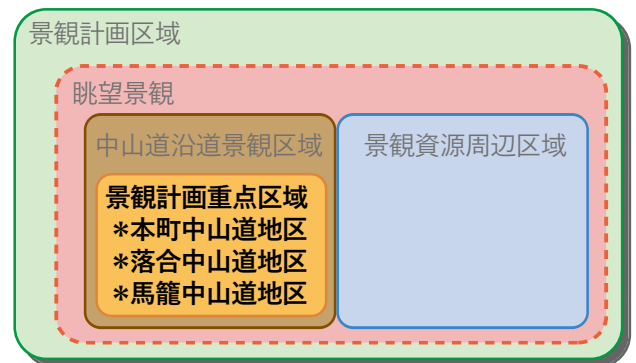 景観計画区域
眺望景観
中山道沿道景観区域
景観資源周辺区域
景観計画重点区域
＊本町中山道地区
＊落合中山道地区
＊馬籠中山道地区